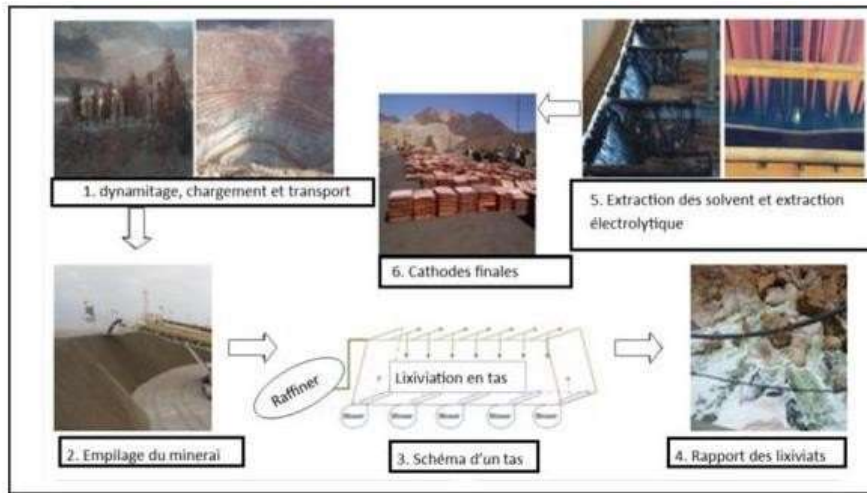 1. dynamitage, chargement et transport
2. Empilage du minerai
Raffiner
Lixiviation en tas
3. Schéma d'un tas
4. Rapport des lixiviats
5. Extraction des solvent et extraction
électrolytique
6. Cathodes finales